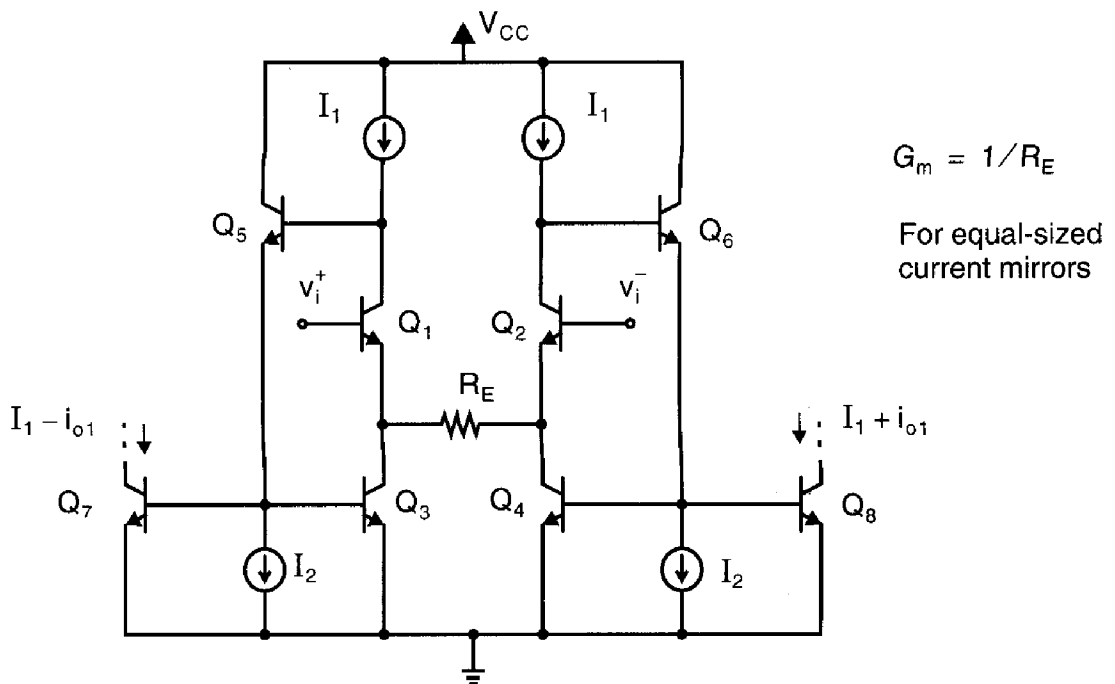 V_CC
I_1
I_1
G_m = 1/R_E
Q_5
Q_6
For equal-sized
current mirrors
v_i^+
v_i^-
Q_1
Q_2
R_E
I_1 – i_o1
I_1 + i_o1
Q_7
Q_3
Q_4
Q_8
I_2
I_2